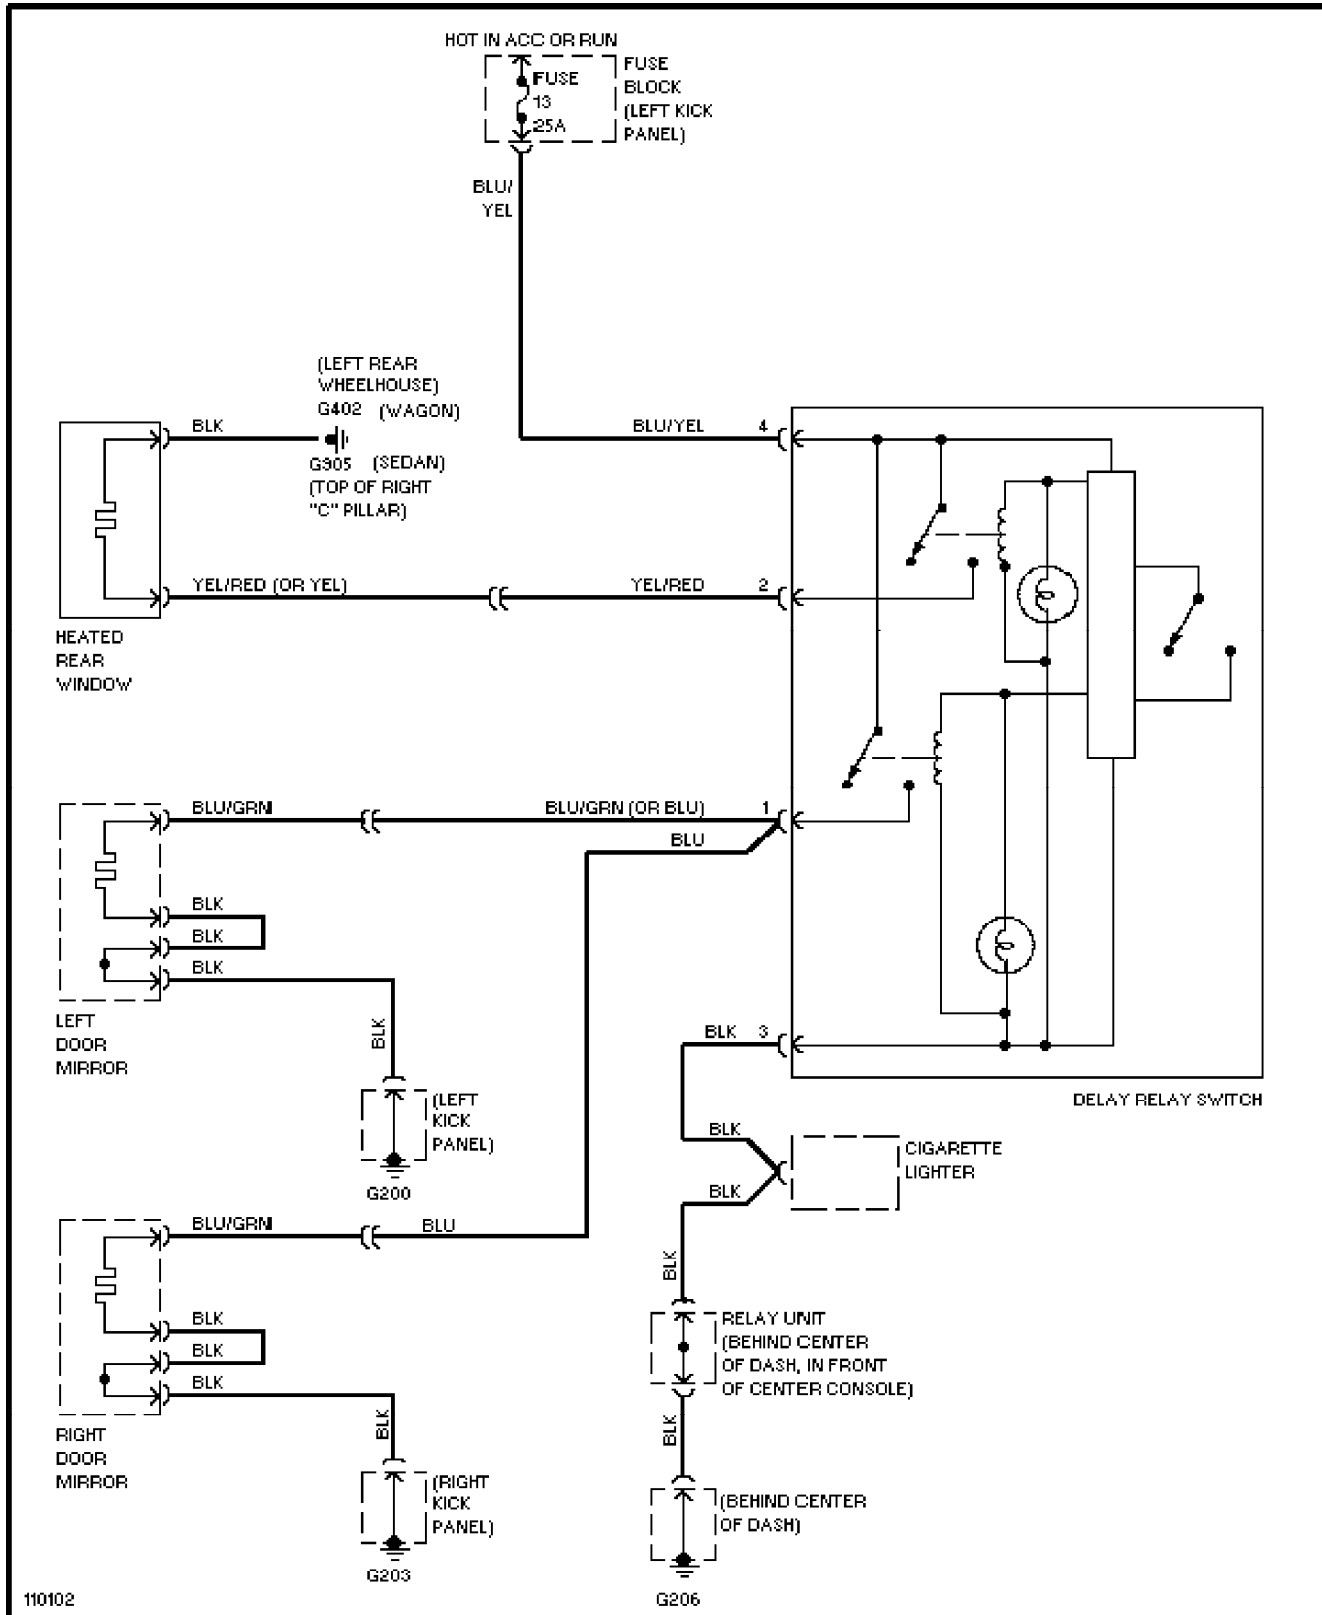 HOT IN ACC OR RUN
FUSE
13
25A
FUSE
BLOCK
(LEFT KICK
PANEL)
BLU/
YEL
(LEFT REAR
WHEELHOUSE)
G402 (WAGON)
BLK
G905 (SEDAN)
(TOP OF RIGHT
"C" PILLAR)
BLU/YEL 4
YEL/RED (OR YEL)
YEL/RED 2
HEATED
REAR
WINDOW
BLU/GRN
BLU/GRN (OR BLU) 1
BLU
BLK
BLK
BLK
LEFT
DOOR
MIRROR
BLK
(LEFT
KICK
PANEL)
G200
BLK 3
DELAY RELAY SWITCH
BLK
BLK
CIGARETTE
LIGHTER
BLU/GRN
BLU
BLK
BLK
BLK
RIGHT
DOOR
MIRROR
BLK
(RIGHT
KICK
PANEL)
G203
BLK
RELAY UNIT
(BEHIND CENTER
OF DASH, IN FRONT
OF CENTER CONSOLE)
BLK
(BEHIND CENTER
OF DASH)
G206
110102